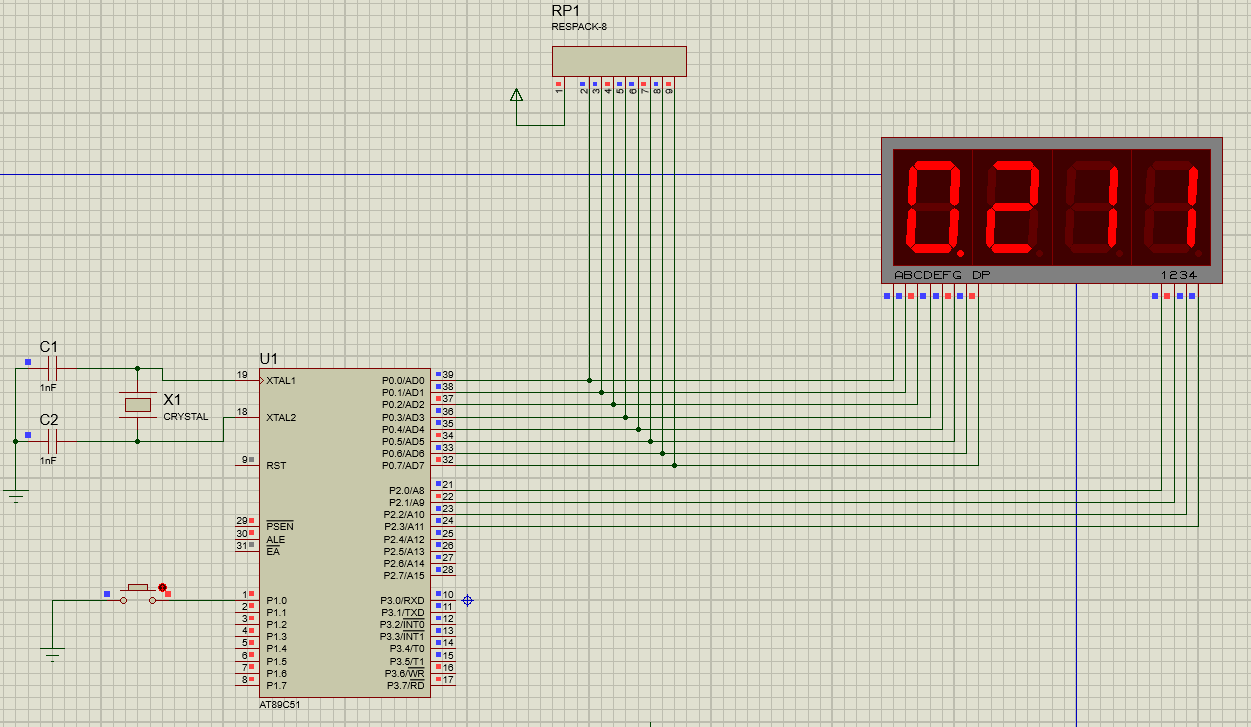 RP1
RESPACK-8
1
2
3
4
5
6
7
8
9
0.211
ABCDEFG DP
1234
C1
1nF
X1
CRYSTAL
C2
1nF
U1
19 XTAL1
18 XTAL2
9 RST
29 PSEN
30 ALE
31 EA
1 P1.0
2 P1.1
3 P1.2
4 P1.3
5 P1.4
6 P1.5
7 P1.6
8 P1.7
P0.0/AD0 39
P0.1/AD1 38
P0.2/AD2 37
P0.3/AD3 36
P0.4/AD4 35
P0.5/AD5 34
P0.6/AD6 33
P0.7/AD7 32
P2.0/A8 21
P2.1/A9 22
P2.2/A10 23
P2.3/A11 24
P2.4/A12 25
P2.5/A13 26
P2.6/A14 27
P2.7/A15 28
P3.0/RXD 10
P3.1/TXD 11
P3.2/INT0 12
P3.3/INT1 13
P3.4/T0 14
P3.5/T1 15
P3.6/WR 16
P3.7/RD 17
AT89C51